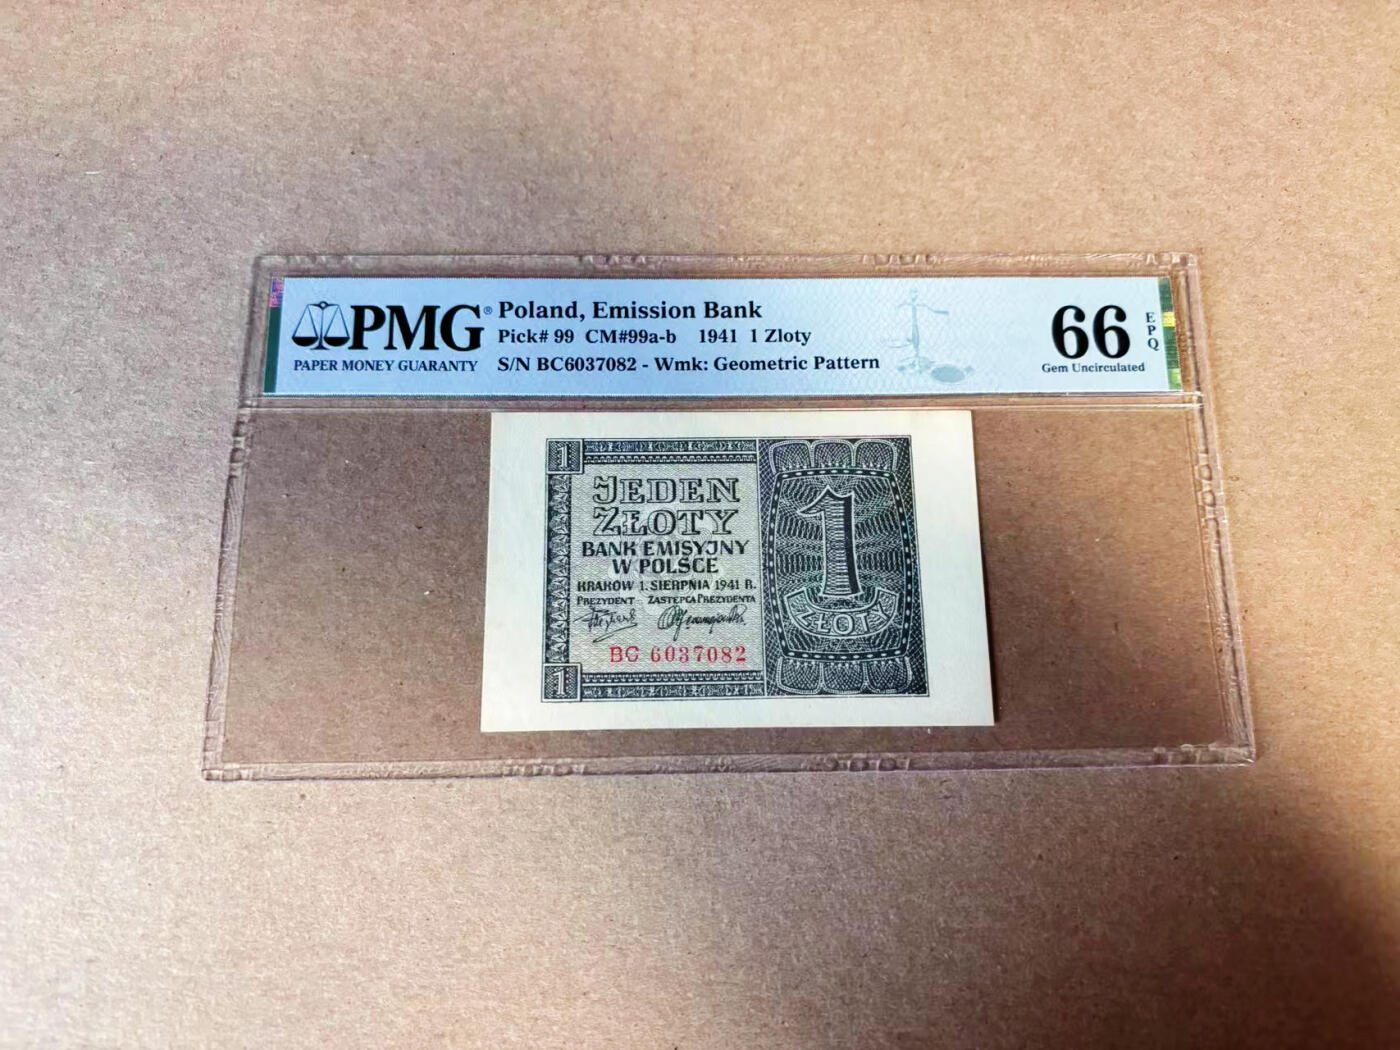 PMG®
PAPER MONEY GUARANTY
Poland, Emission Bank
Pick# 99 CM#99a-b 1941 1 Zloty
S/N BC6037082 - Wmk: Geometric Pattern
66
EPQ
Gem Uncirculated
1
JEDEN
ZŁOTY
BANK EMISYJNY
W POLSCE
KRAKÓW 1. SIERPNIA 1941 R.
PREZYDENT ZASTĘPCA PREZYDENTA
BC 6037082
1
1
ZŁOTY